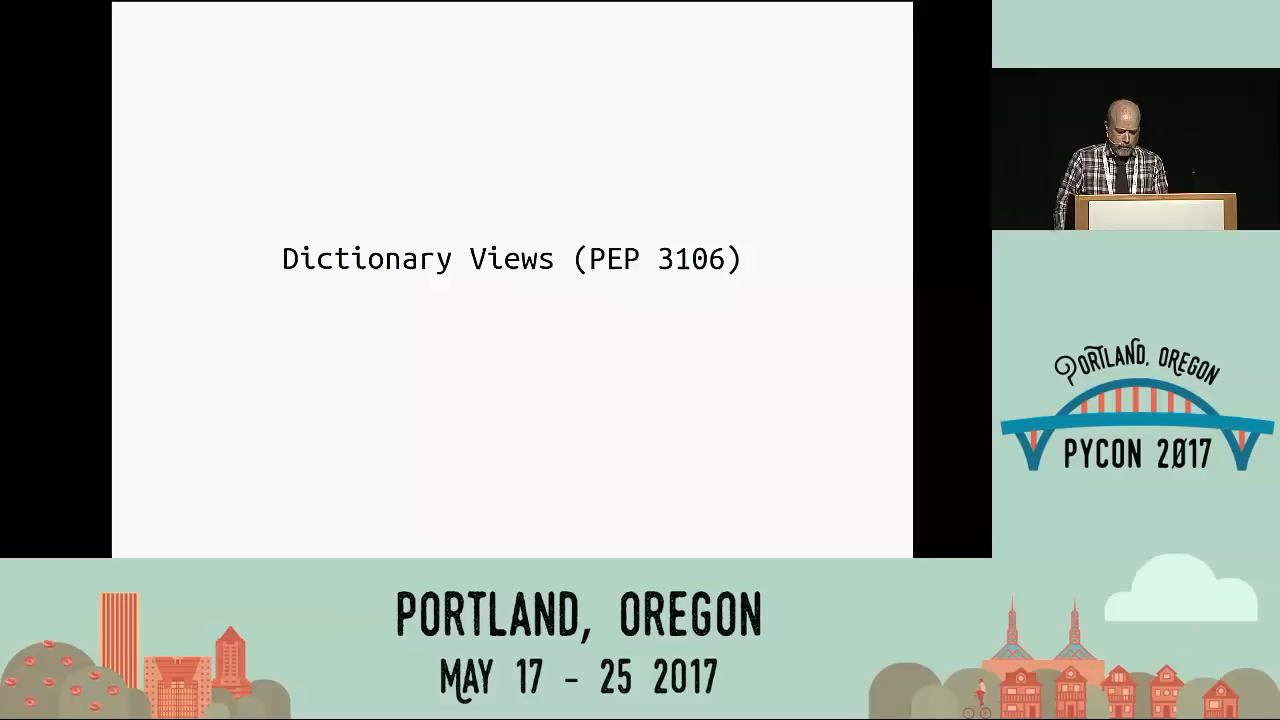 Dictionary Views (PEP 3106)
PORTLAND, OREGON
PYCON 2017
PORTLAND, OREGON
MAY 17 - 25 2017